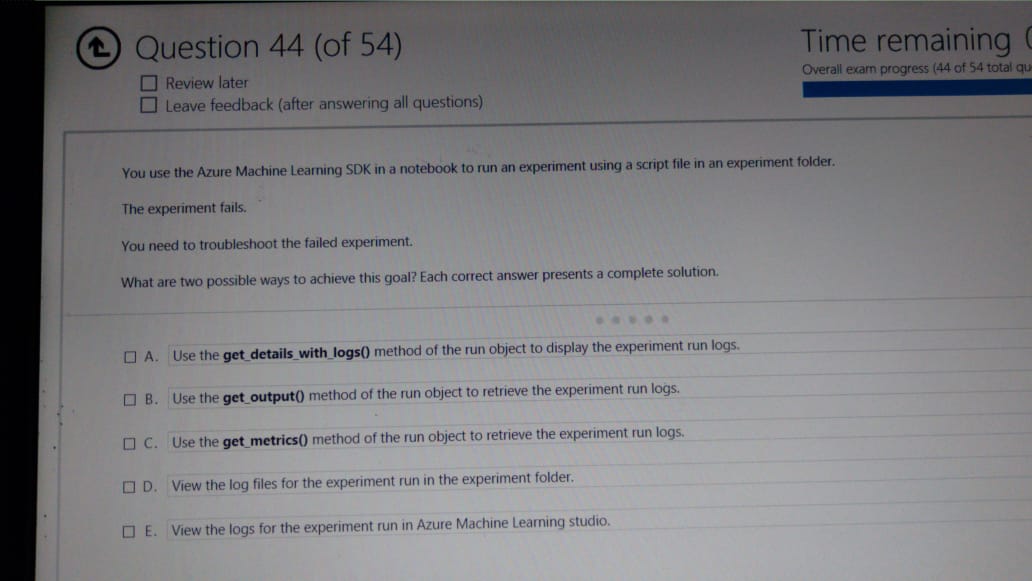 Question 44 (of 54)
Time remaining
Review later
Overall exam progress (44 of 54 total
Leave feedback (after answering all questions)
You use the Azure Machine Learning SDK in a notebook to run an experiment using a script file in an experiment folder.
The experiment fails.
You need to troubleshoot the failed experiment.
What are two possible ways to achieve this goal? Each correct answer presents a complete solution.
A. Use the get_details_with_logs() method of the run object to display the experiment run logs.
B. Use the get_output() method of the run object to retrieve the experiment run logs.
C. Use the get_metrics() method of the run object to retrieve the experiment run logs.
D. View the log files for the experiment run in the experiment folder.
E. View the logs for the experiment run in Azure Machine Learning studio.